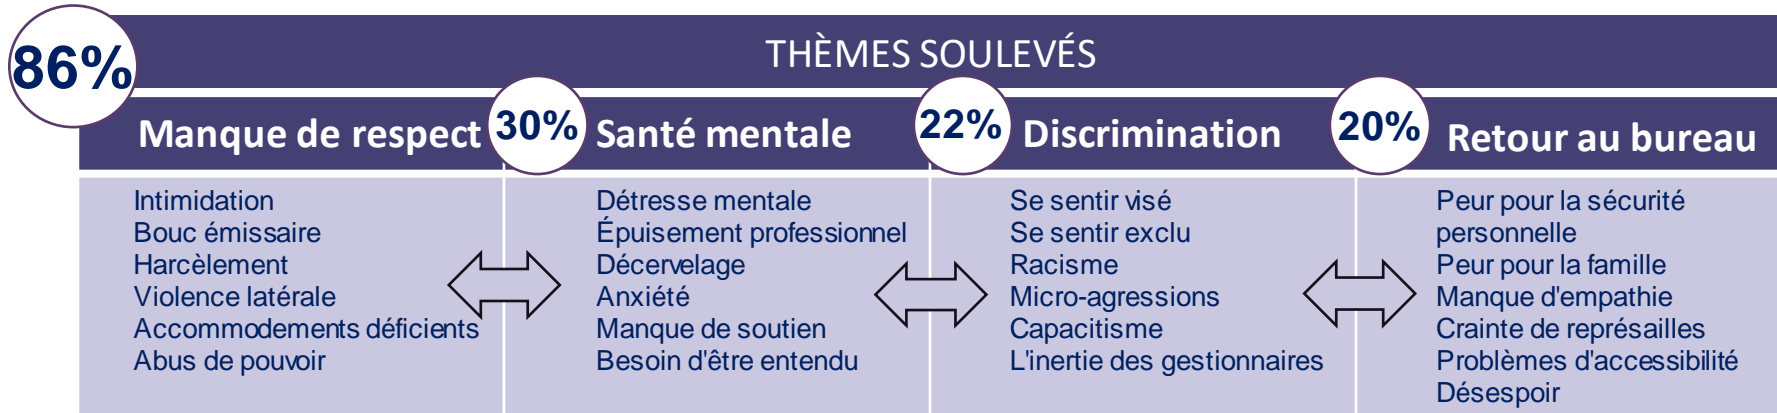 86%
THÈMES SOULEVÉS
Manque de respect
Intimidation
Bouc émissaire
Harcèlement
Violence latérale
Accommodements déficients
Abus de pouvoir
30%
Santé mentale
Détresse mentale
Épuisement professionnel
Décervelage
Anxiété
Manque de soutien
Besoin d'être entendu
22%
Discrimination
Se sentir visé
Se sentir exclu
Racisme
Micro-agressions
Capacitisme
L'inertie des gestionnaires
20%
Retour au bureau
Peur pour la sécurité
personnelle
Peur pour la famille
Manque d'empathie
Crainte de représailles
Problèmes d'accessibilité
Désespoir